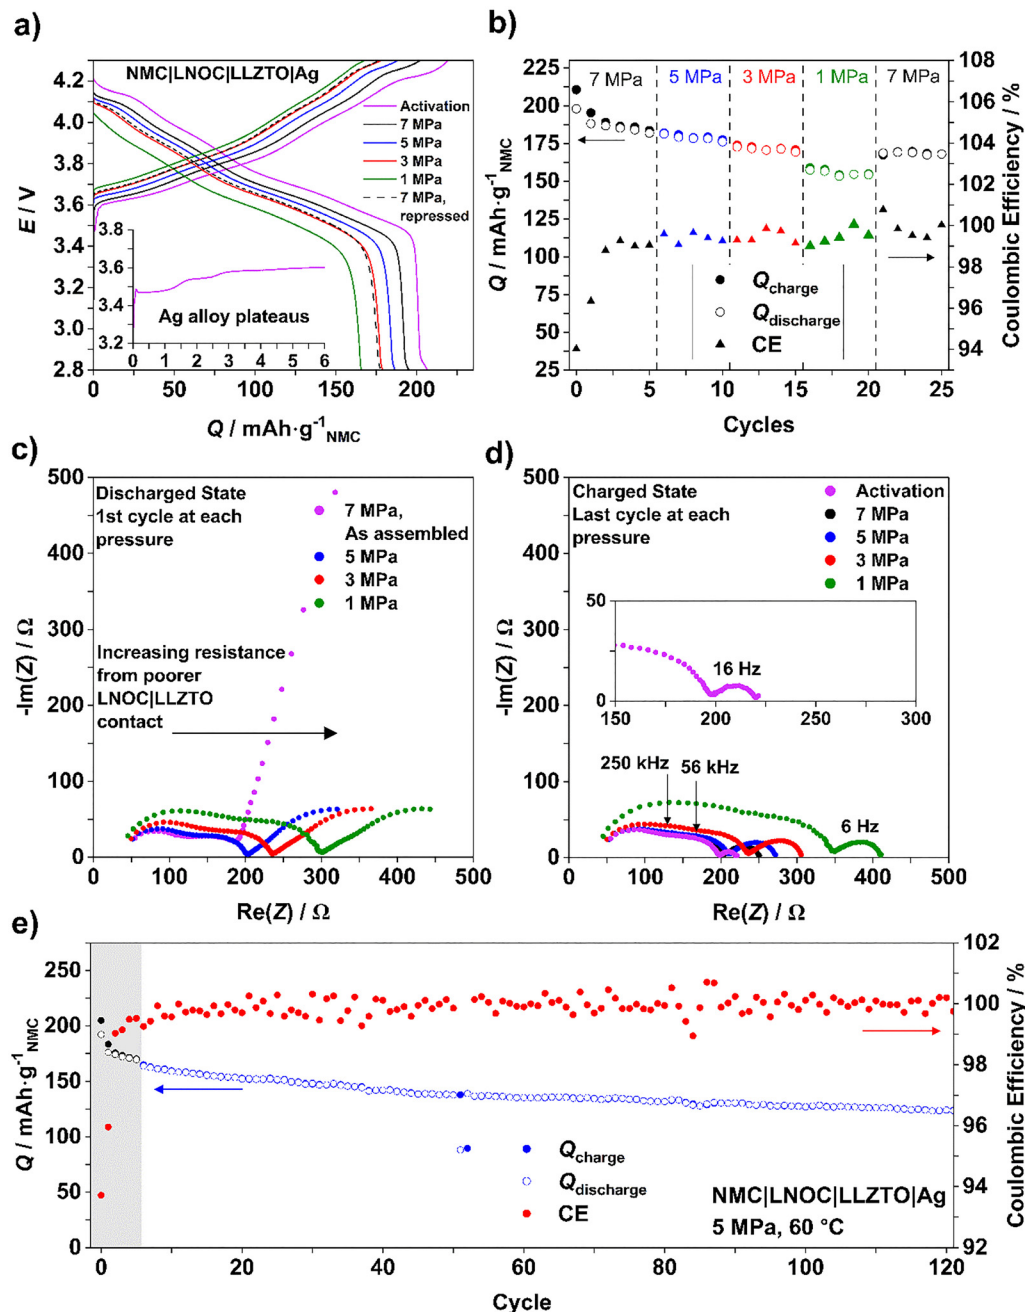 a)
NMC|LNOC|LLZTO|Ag
4.2
4.0
3.8
3.6
3.4
3.2
3.0
2.8
E / V
Activation
7 MPa
5 MPa
3 MPa
1 MPa
7 MPa,
repressed
3.8
3.6
3.4
3.2
Ag alloy plateaus
0 1 2 3 4 5 6
0 50 100 150 200
Q / mAh·g⁻¹NMC
b)
7 MPa 5 MPa 3 MPa 1 MPa 7 MPa
225
200
175
150
125
100
75
50
25
Q / mAh·g⁻¹NMC
108
106
104
102
100
98
96
94
Coulombic Efficiency / %
Qcharge
Qdischarge
CE
0 5 10 15 20 25
Cycles
c)
Discharged State
1st cycle at each
pressure
7 MPa,
As assembled
5 MPa
3 MPa
1 MPa
Increasing resistance
from poorer
LNOC|LLZTO
contact
500
400
300
200
100
0
-Im(Z) / Ω
0 100 200 300 400 500
Re(Z) / Ω
d)
Charged State
Last cycle at each
pressure
Activation
7 MPa
5 MPa
3 MPa
1 MPa
50
0
16 Hz
150 200 250 300
250 kHz
56 kHz
6 Hz
500
400
300
200
100
0
-Im(Z) / Ω
0 100 200 300 400 500
Re(Z) / Ω
e)
250
200
150
100
50
0
Q / mAh·g⁻¹NMC
102
100
98
96
94
92
Coulombic Efficiency / %
Qcharge
Qdischarge
CE
NMC|LNOC|LLZTO|Ag
5 MPa, 60 °C
0 20 40 60 80 100 120
Cycle